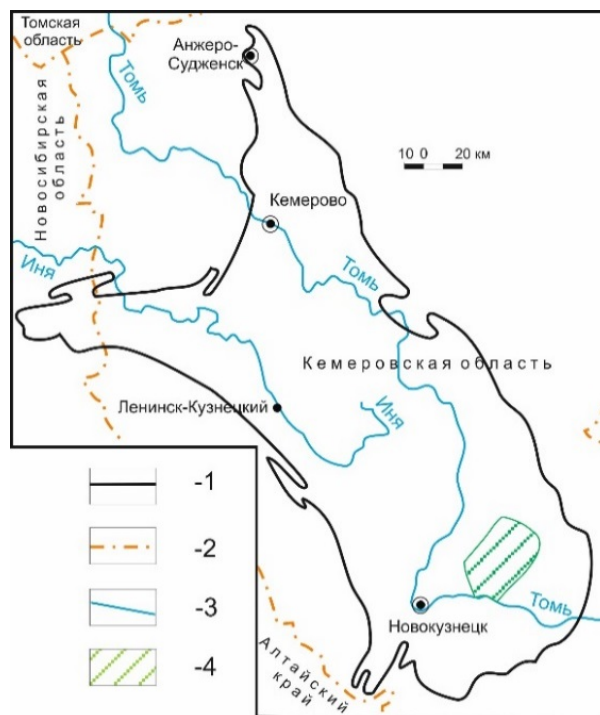 Томская
область
Анжеро-
Судженск
Томь
Новосибирская
область
10 0 20 км
Кемерово
Иня
Томь
Кемеровская область
Ленинск-Кузнецкий
Иня
-1
-2
-3
-4
Томь
Новокузнецк
Алтайский
край